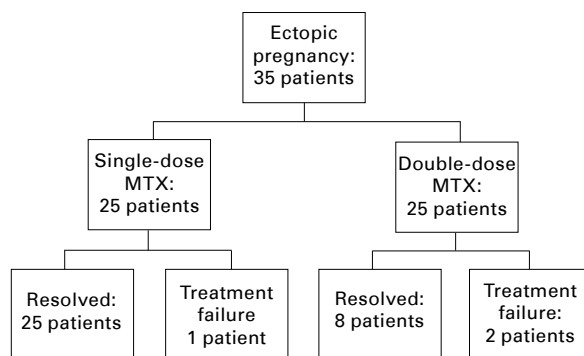 Ectopic
pregnancy:
35 patients
Single-dose
MTX:
25 patients
Double-dose
MTX:
25 patients
Resolved:
25 patients
Treatment
failure
1 patient
Resolved:
8 patients
Treatment
failure:
2 patients